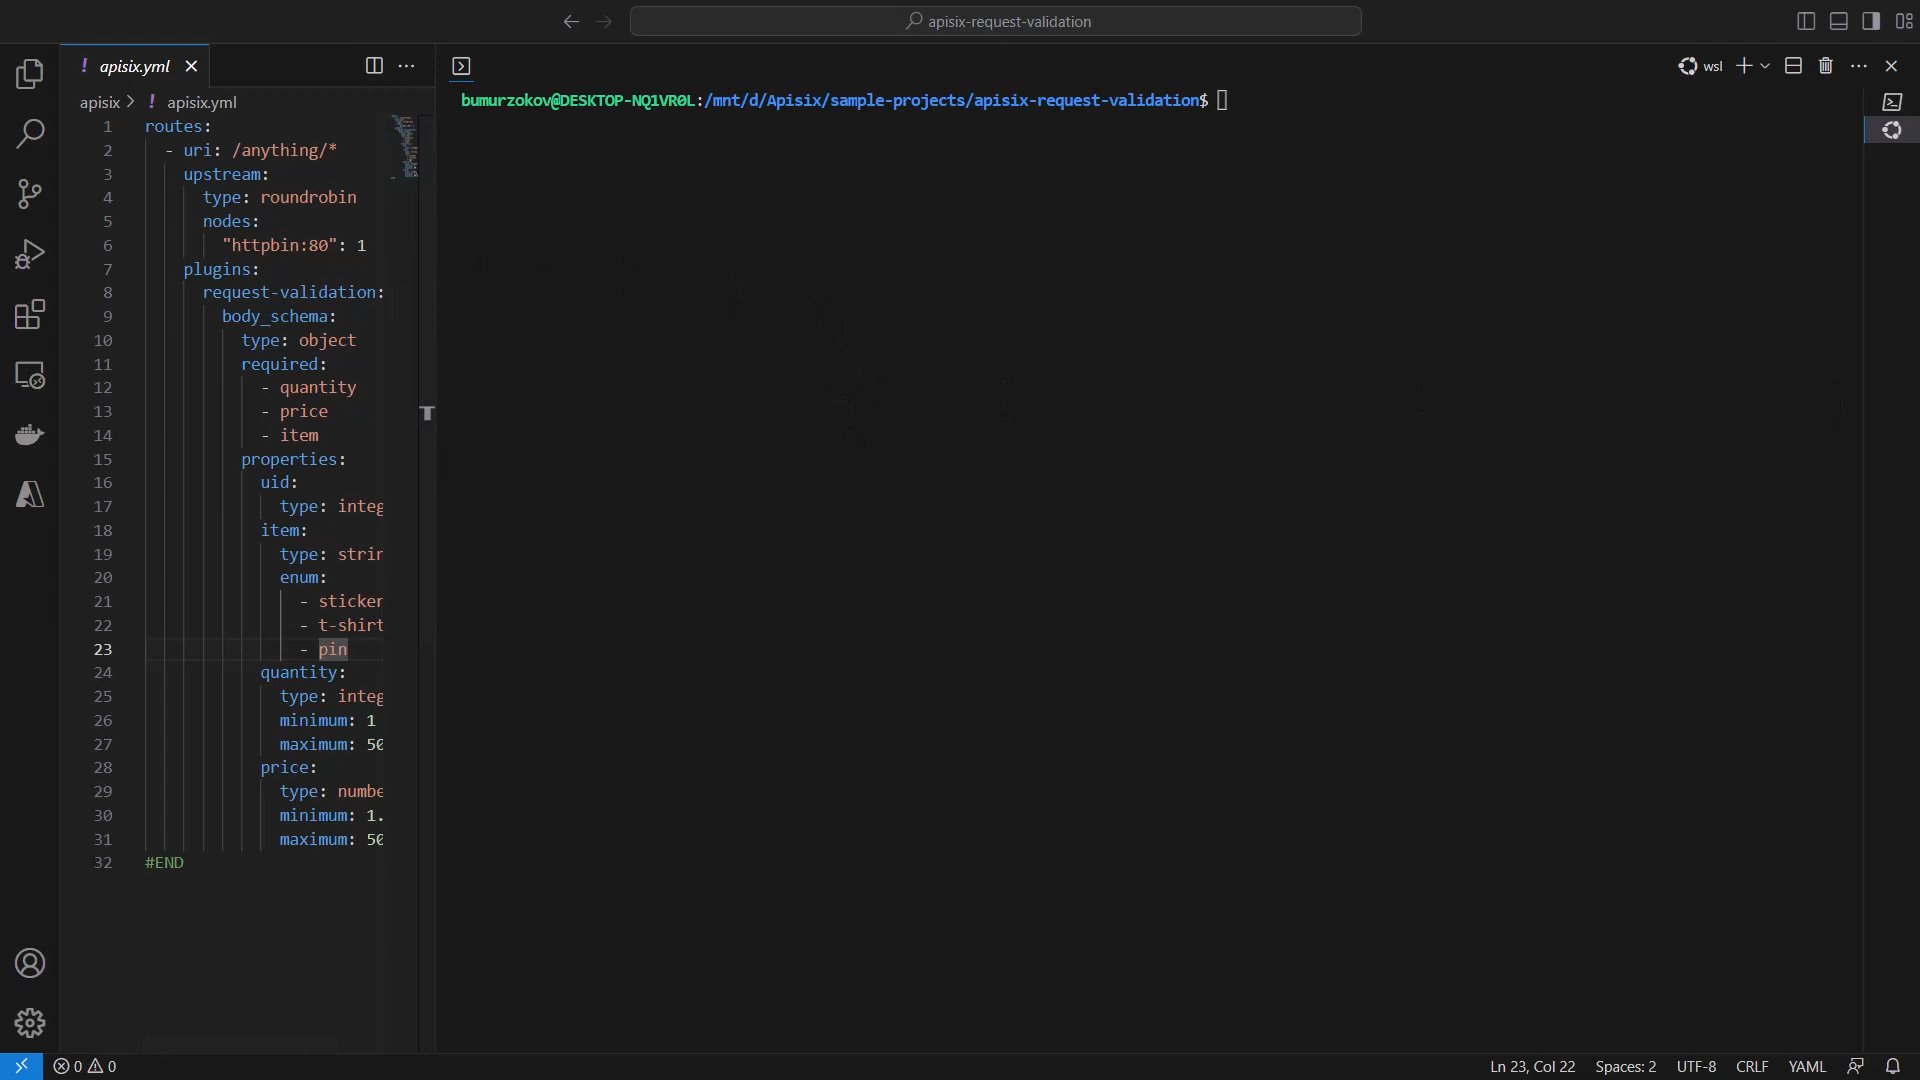 apisix-request-validation
! apisix.yml
wsl
apisix > ! apisix.yml
bumurzokov@DESKTOP-NQ1VR0L:/mnt/d/Apisix/sample-projects/apisix-request-validation$
1 routes:
2 - uri: /anything/*
3 upstream:
4 type: roundrobin
5 nodes:
6 "httpbin:80": 1
7 plugins:
8 request-validation:
9 body_schema:
10 type: object
11 required:
12 - quantity
13 - price
14 - item
15 properties:
16 uid:
17 type: integ
18 item:
19 type: strin
20 enum:
21 - sticker
22 - t-shirt
23 - pin
24 quantity:
25 type: integ
26 minimum: 1
27 maximum: 50
28 price:
29 type: numbe
30 minimum: 1.
31 maximum: 50
32 #END
0 0
Ln 23, Col 22 Spaces: 2 UTF-8 CRLF YAML